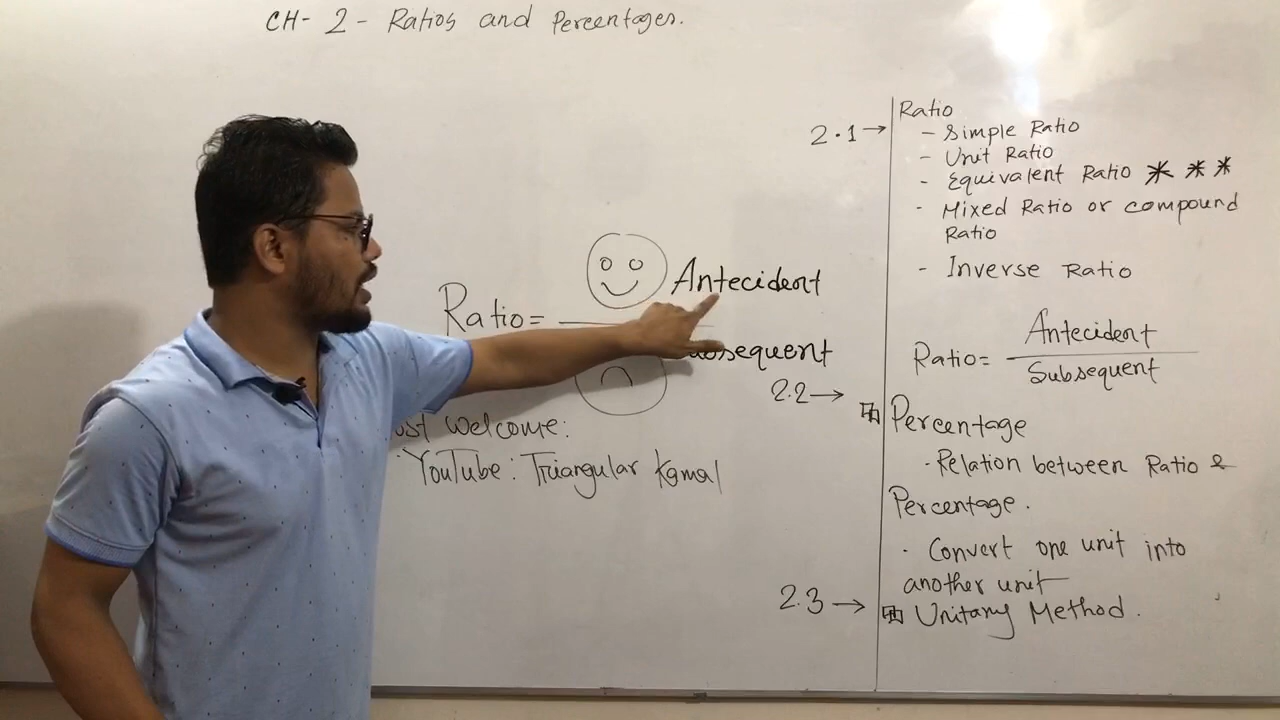 CH- 2 - Ratios and Percentages.
Ratio=
Antecident
Subsequent
ost welcome:
YouTube: Triangular Kamal
2.1 →
Ratio
- Simple Ratio
- Unit Ratio
- Equivalent Ratio * * *
- Mixed Ratio or compound
Ratio
- Inverse Ratio
Ratio=
Antecident
Subsequent
2.2 →
Percentage
· Relation between Ratio &
Percentage.
· Convert one unit into
another unit
2.3 →
Unitary Method.